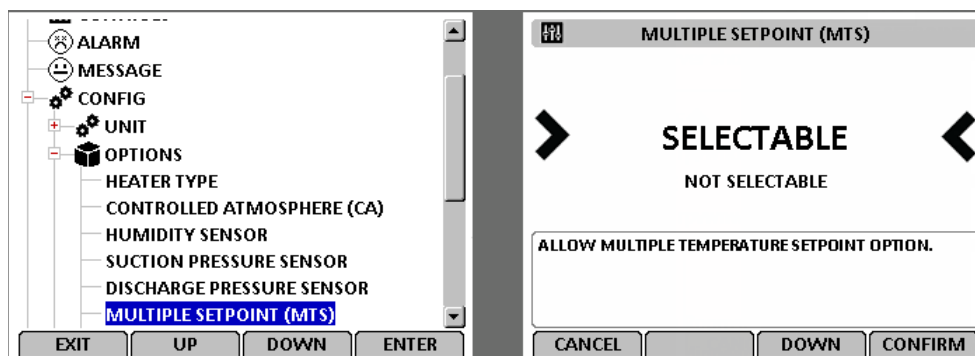 ALARM
MESSAGE
CONFIG
UNIT
OPTIONS
HEATER TYPE
CONTROLLED ATMOSPHERE (CA)
HUMIDITY SENSOR
SUCTION PRESSURE SENSOR
DISCHARGE PRESSURE SENSOR
MULTIPLE SETPOINT (MTS)
EXIT UP DOWN ENTER
MULTIPLE SETPOINT (MTS)
SELECTABLE
NOT SELECTABLE
ALLOW MULTIPLE TEMPERATURE SETPOINT OPTION.
CANCEL DOWN CONFIRM